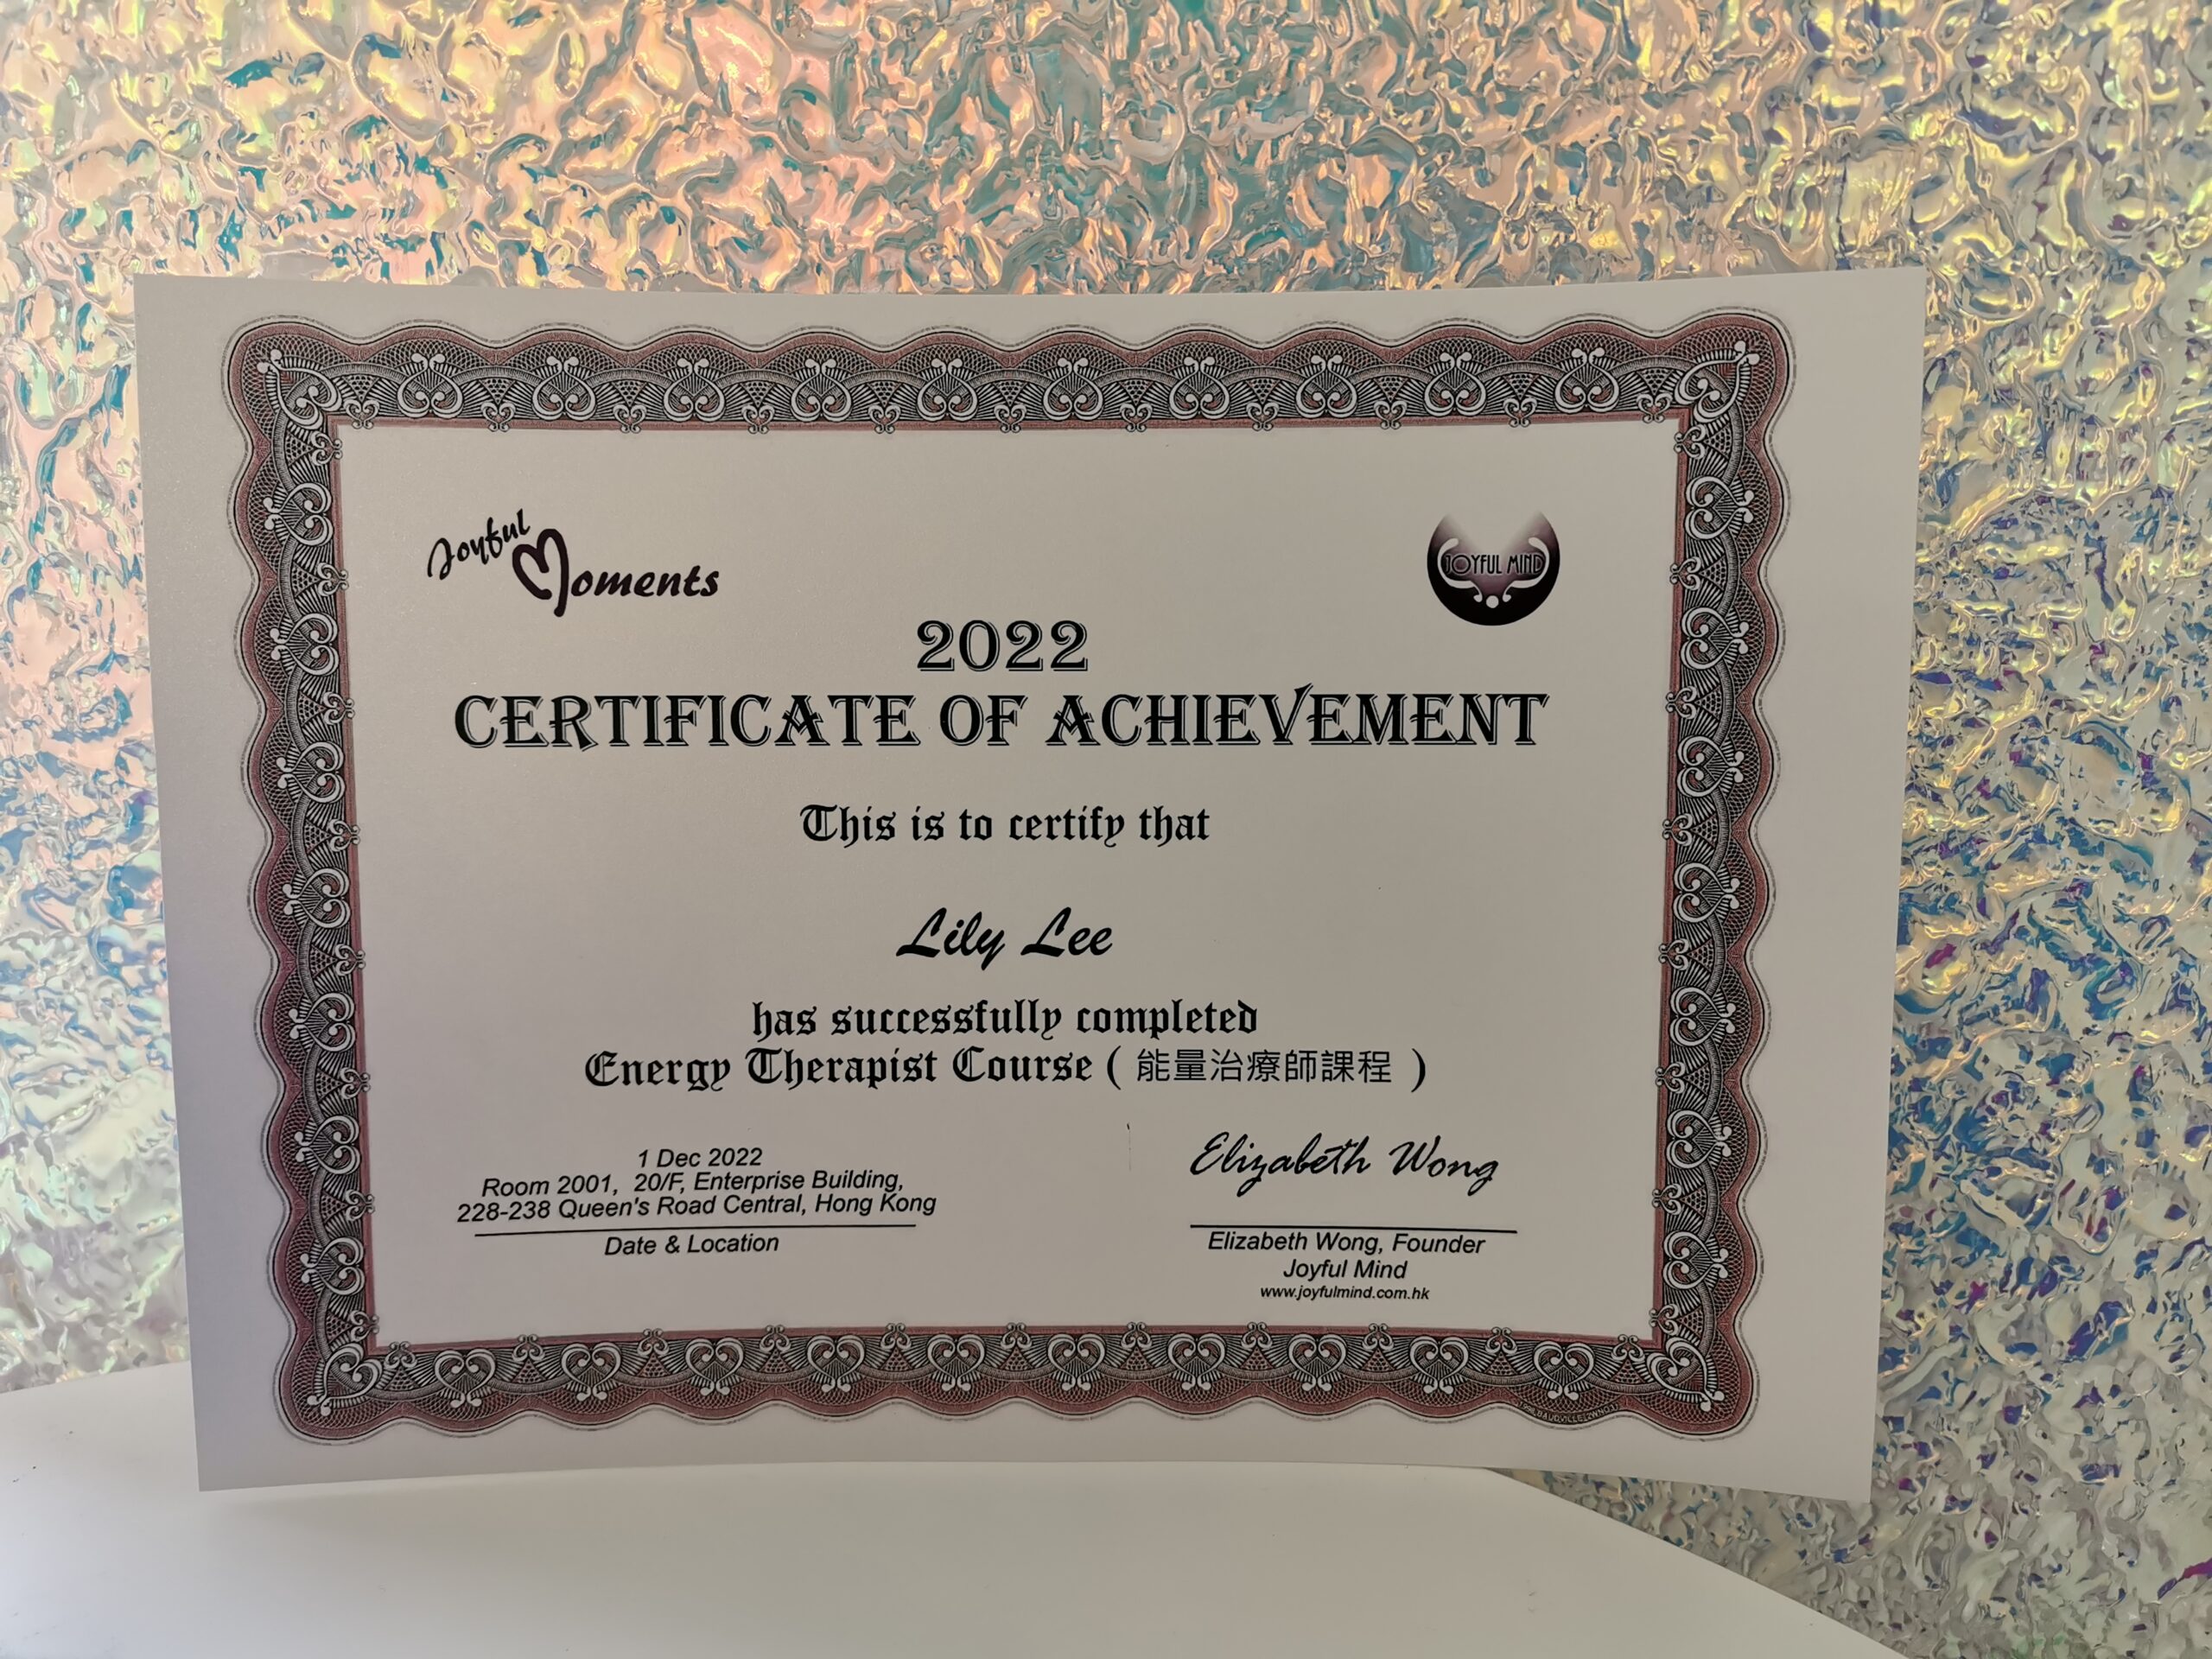 Joyful
Moments
JOYFUL MIND
2022
CERTIFICATE OF ACHIEVEMENT
This is to certify that
Lily Lee
has successfully completed
Energy Therapist Course ( 能量治療師課程 )
1 Dec 2022
Room 2001, 20/F, Enterprise Building,
228-238 Queen's Road Central, Hong Kong
Date & Location
Elizabeth Wong
Elizabeth Wong, Founder
Joyful Mind
www.joyfulmind.com.hk